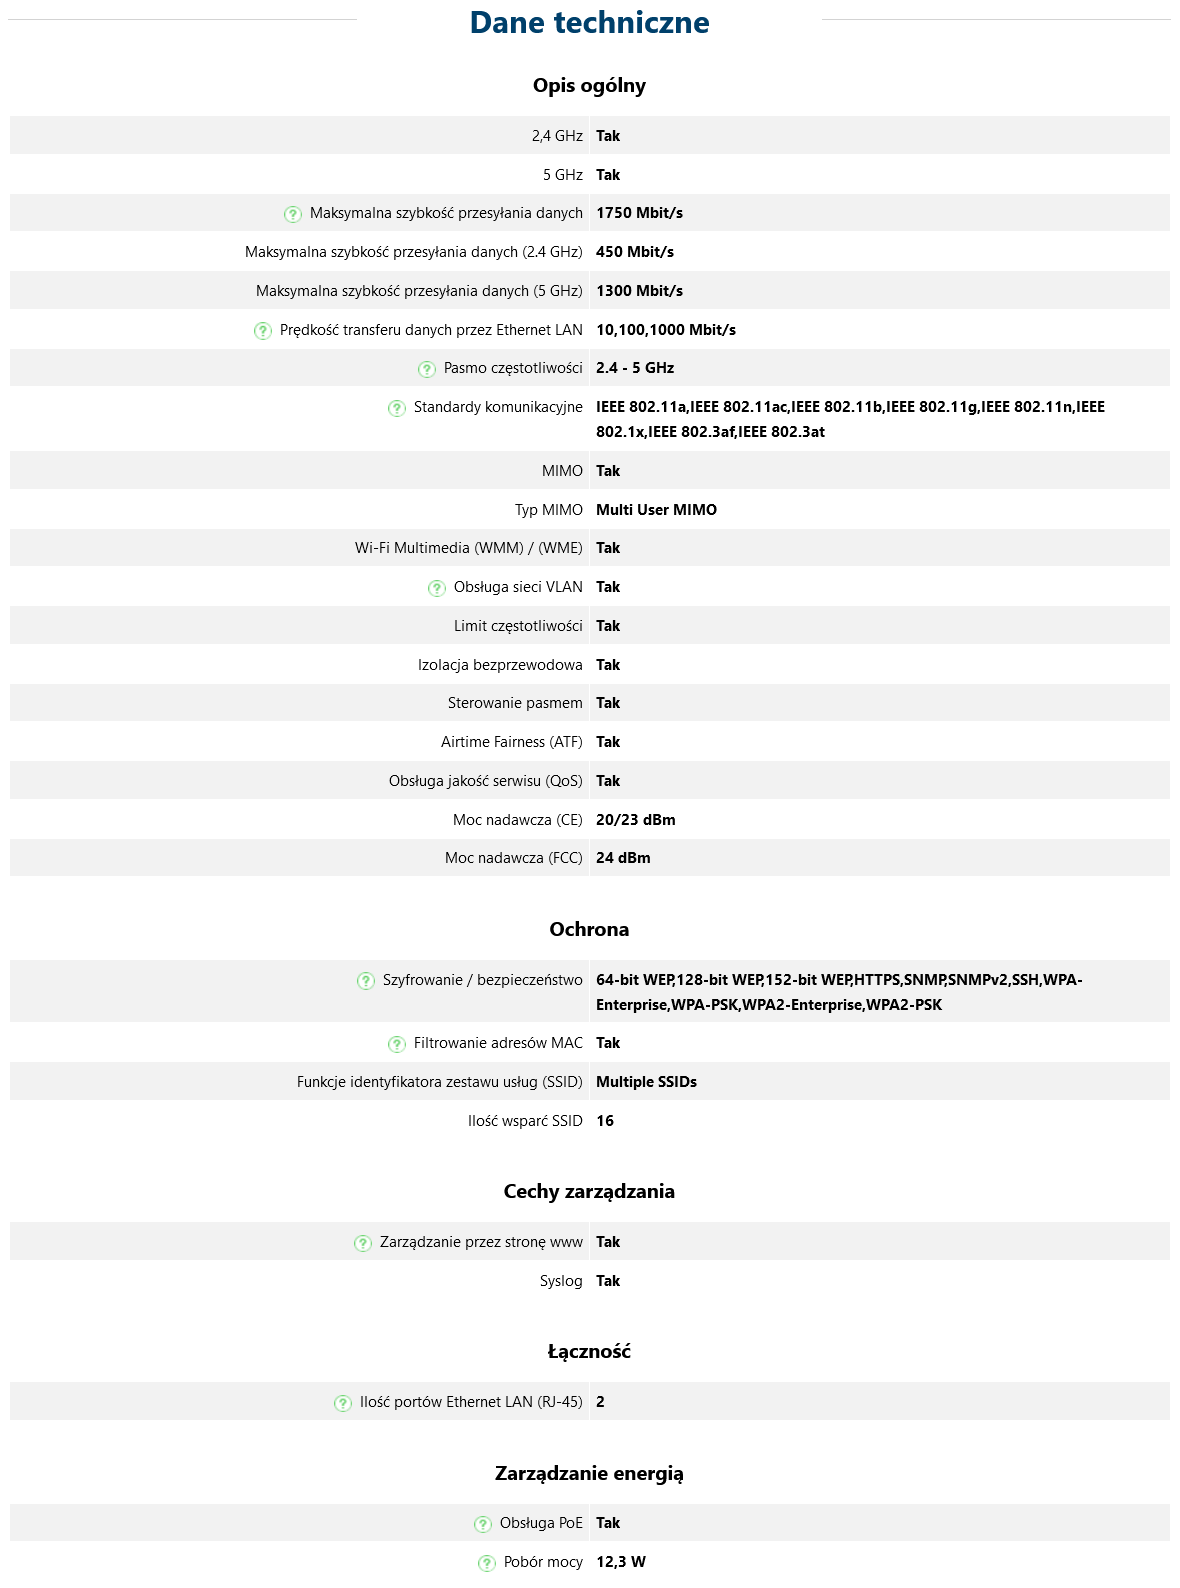 Dane techniczne
Opis ogólny
2,4 GHz Tak
5 GHz Tak
? Maksymalna szybkość przesyłania danych 1750 Mbit/s
Maksymalna szybkość przesyłania danych (2.4 GHz) 450 Mbit/s
Maksymalna szybkość przesyłania danych (5 GHz) 1300 Mbit/s
? Prędkość transferu danych przez Ethernet LAN 10,100,1000 Mbit/s
? Pasmo częstotliwości 2.4 - 5 GHz
? Standardy komunikacyjne IEEE 802.11a,IEEE 802.11ac,IEEE 802.11b,IEEE 802.11g,IEEE 802.11n,IEEE
802.1x,IEEE 802.3af,IEEE 802.3at
MIMO Tak
Typ MIMO Multi User MIMO
Wi-Fi Multimedia (WMM) / (WME) Tak
? Obsługa sieci VLAN Tak
Limit częstotliwości Tak
Izolacja bezprzewodowa Tak
Sterowanie pasmem Tak
Airtime Fairness (ATF) Tak
Obsługa jakość serwisu (QoS) Tak
Moc nadawcza (CE) 20/23 dBm
Moc nadawcza (FCC) 24 dBm
Ochrona
? Szyfrowanie / bezpieczeństwo 64-bit WEP,128-bit WEP,152-bit WEP,HTTPS,SNMP,SNMPv2,SSH,WPA-
Enterprise,WPA-PSK,WPA2-Enterprise,WPA2-PSK
? Filtrowanie adresów MAC Tak
Funkcje identyfikatora zestawu usług (SSID) Multiple SSIDs
Ilość wsparć SSID 16
Cechy zarządzania
? Zarządzanie przez stronę www Tak
Syslog Tak
Łączność
? Ilość portów Ethernet LAN (RJ-45) 2
Zarządzanie energią
? Obsługa PoE Tak
? Pobór mocy 12,3 W